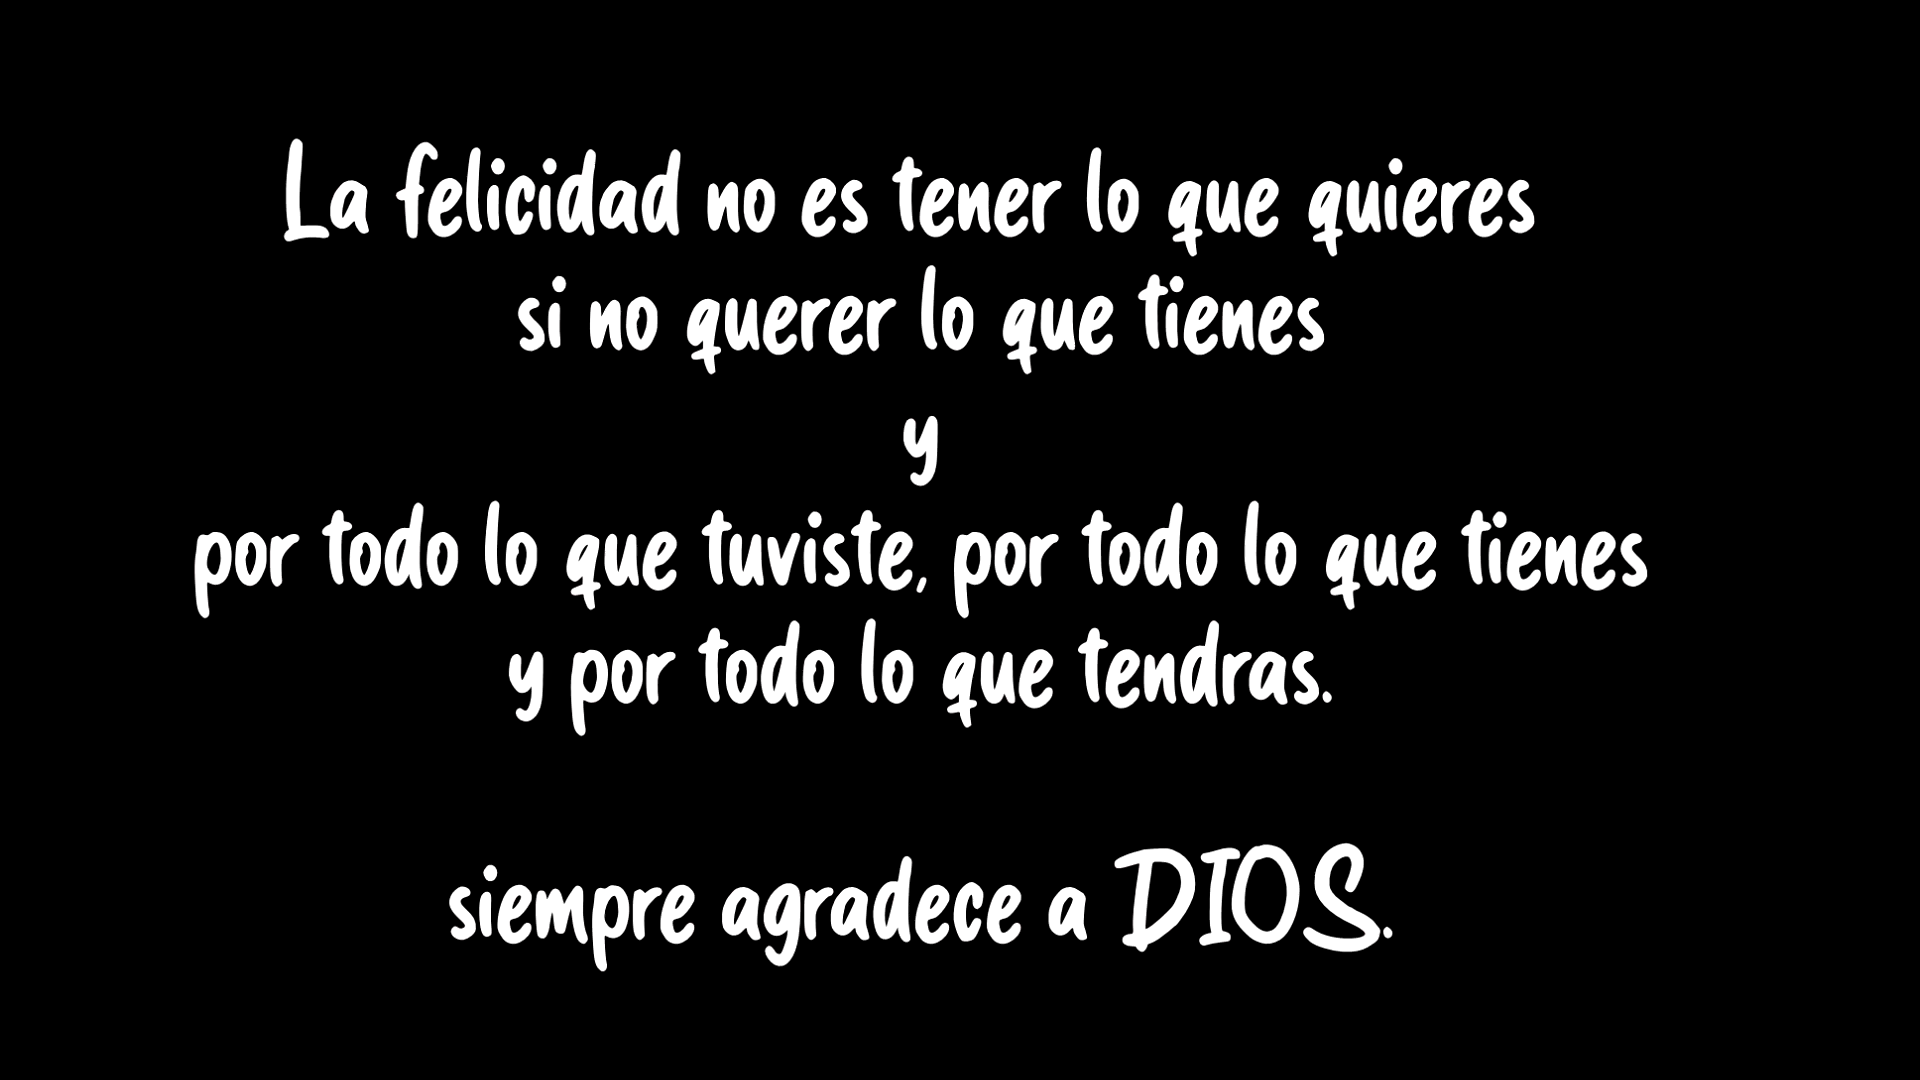 La felicidad no es tener lo que quieres
si no querer lo que tienes
y
por todo lo que tuviste, por todo lo que tienes
y por todo lo que tendras.
siempre agradece a DIOS.